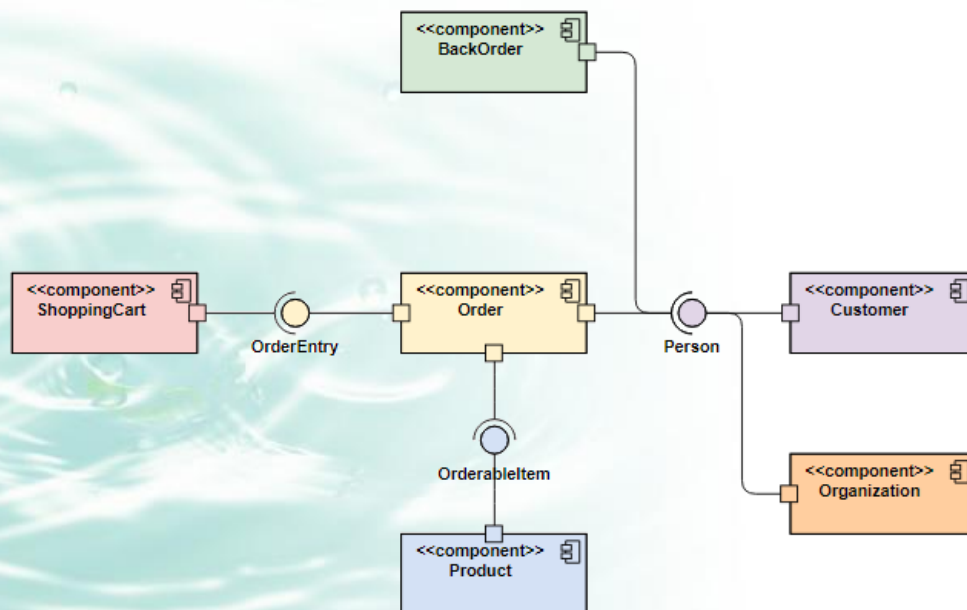 <<component>>
BackOrder
<<component>>
ShoppingCart
OrderEntry
<<component>>
Order
Person
<<component>>
Customer
OrderableItem
<<component>>
Organization
<<component>>
Product